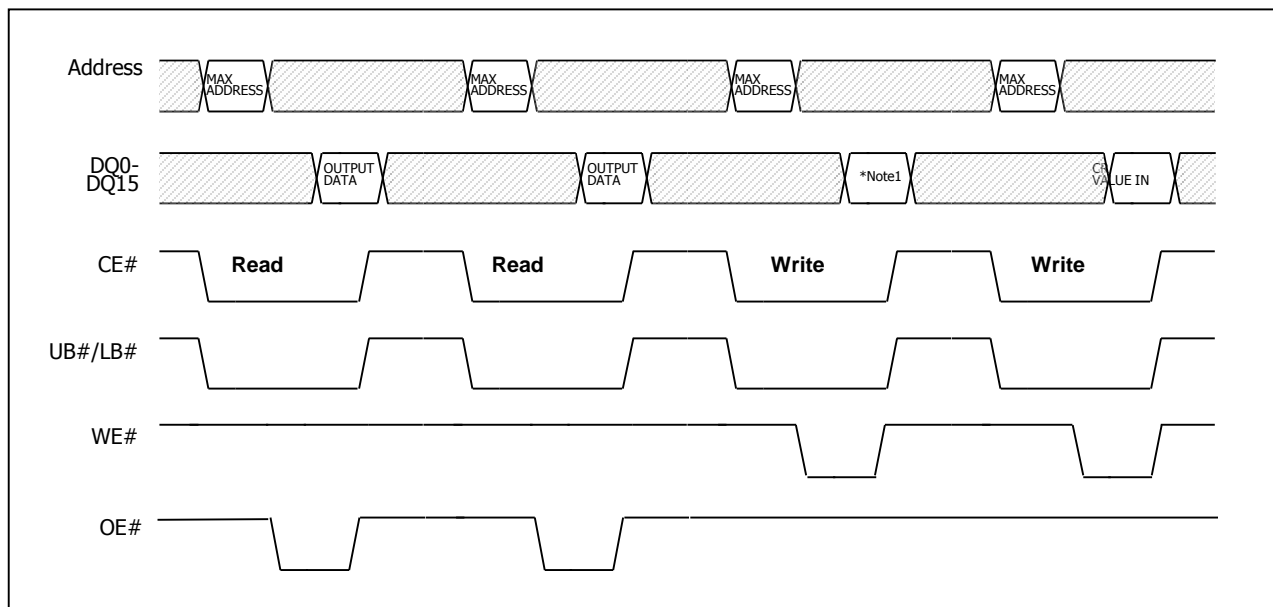 Address
MAX
ADDRESS
MAX
ADDRESS
MAX
ADDRESS
MAX
ADDRESS
DQ0-
DQ15
OUTPUT
DATA
OUTPUT
DATA
*Note1
CR
VALUE IN
CE#
Read
Read
Write
Write
UB#/LB#
WE#
OE#